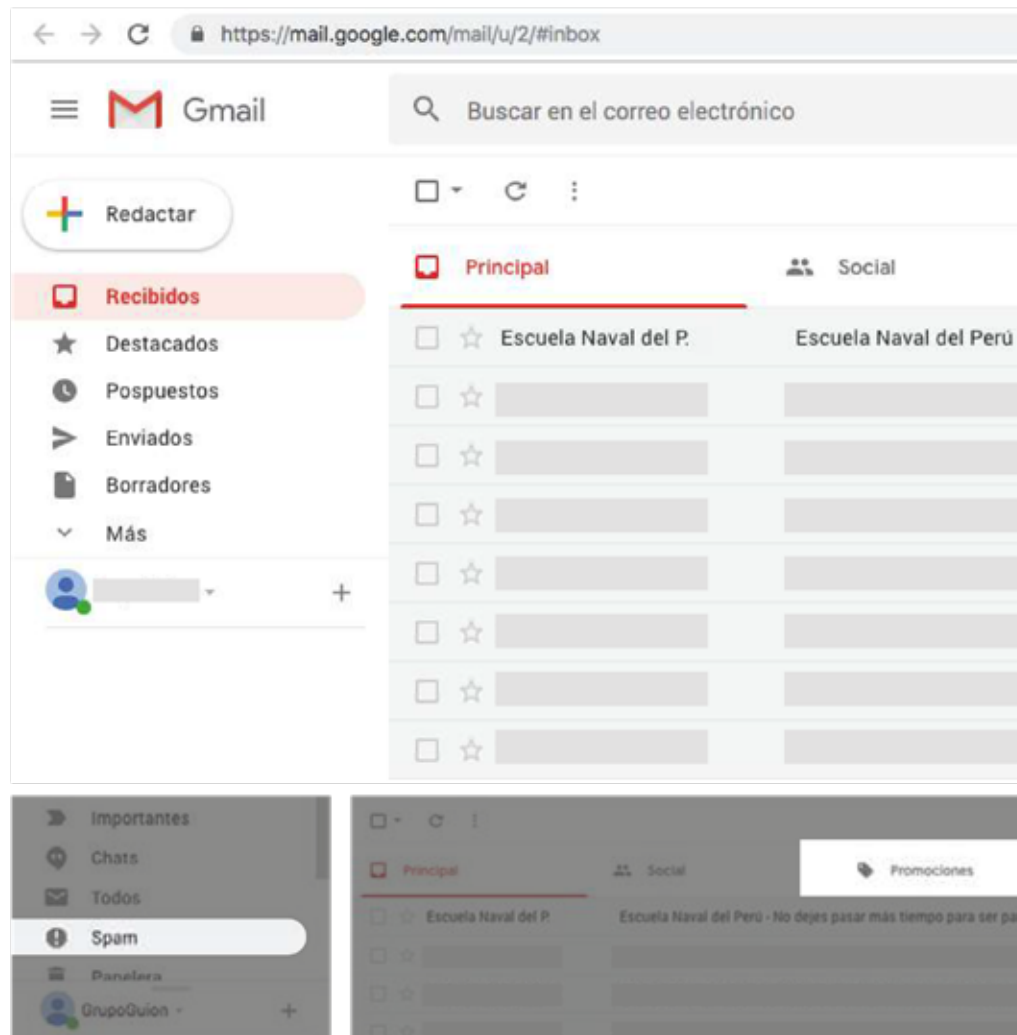 https://mail.google.com/mail/u/2/#inbox
Gmail
Buscar en el correo electrónico
Redactar
Principal
Social
Recibidos
Escuela Naval del P.
Escuela Naval del Perú
Destacados
Pospuestos
Enviados
Borradores
Más
Importantes
Chats
Todos
Spam
Panelera
GrupoGuion
Principal
Social
Promociones
Escuela Naval del P.
Escuela Naval del Perú - No dejes pasar más tiempo para ser pa